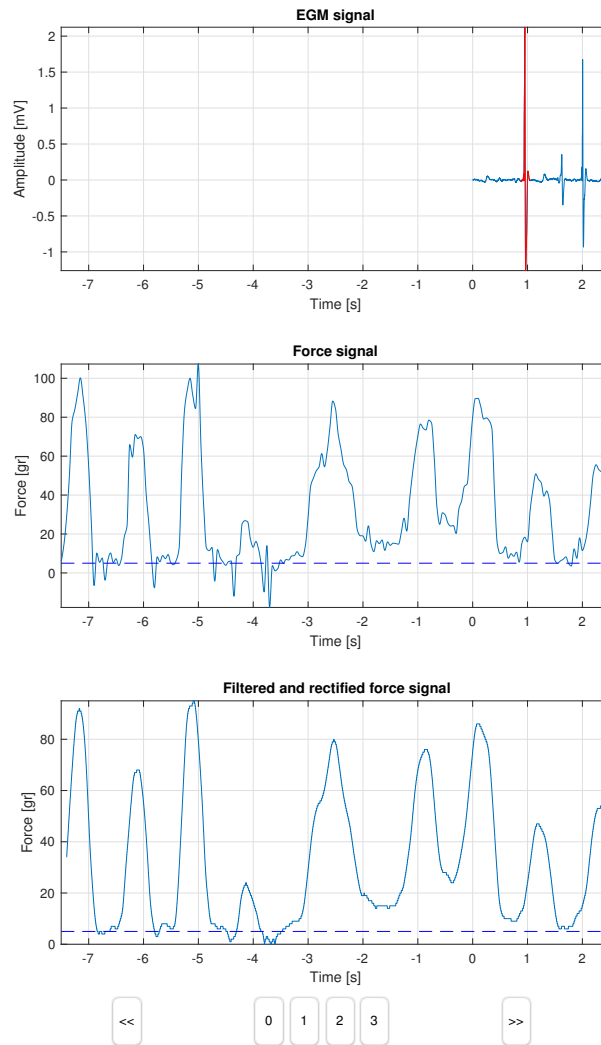 EGM signal
Amplitude [mV]
2
1.5
1
0.5
0
-0.5
-1
-7 -6 -5 -4 -3 -2 -1 0 1 2
Time [s]
Force signal
Force [gr]
100
80
60
40
20
0
-7 -6 -5 -4 -3 -2 -1 0 1 2
Time [s]
Filtered and rectified force signal
Force [gr]
80
60
40
20
0
-7 -6 -5 -4 -3 -2 -1 0 1 2
Time [s]
<< 0 1 2 3 >>